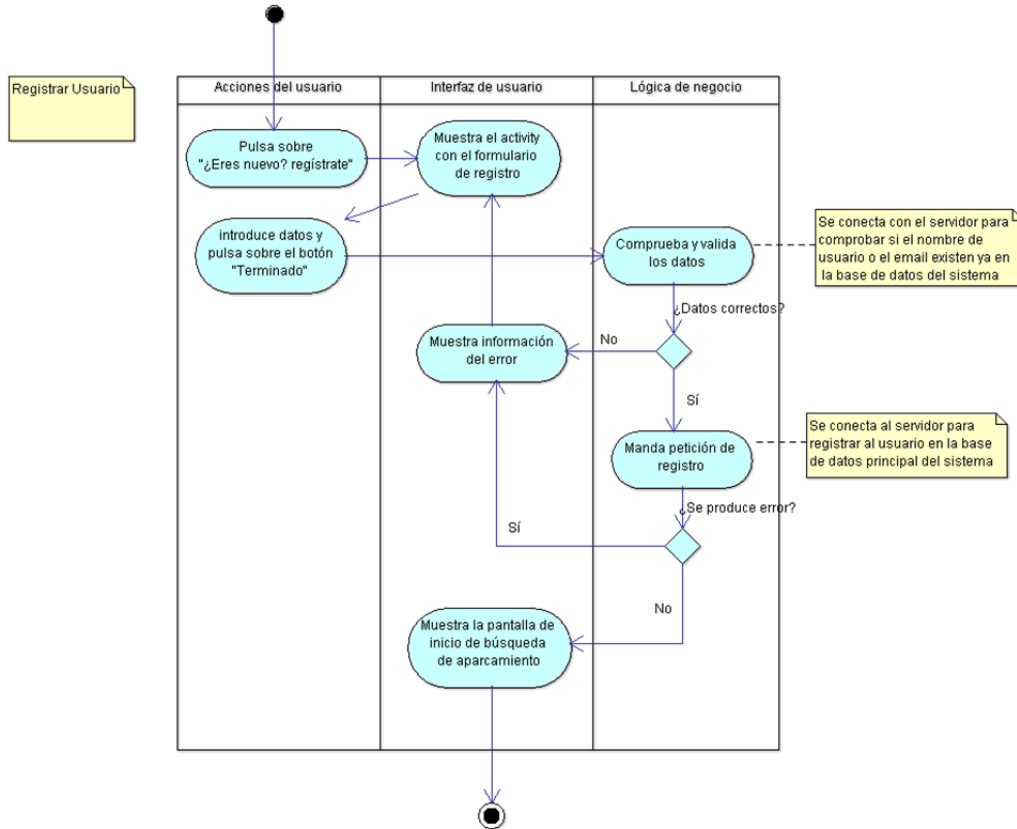 Registrar Usuario
Acciones del usuario
Interfaz de usuario
Lógica de negocio
Pulsa sobre
"¿Eres nuevo? regístrate"
Muestra el activity
con el formulario
de registro
introduce datos y
pulsa sobre el botón
"Terminado"
Comprueba y valida
los datos
Se conecta con el servidor para
comprobar si el nombre de
usuario o el email existen ya en
la base de datos del sistema
¿Datos correctos?
No
Muestra información
del error
Sí
Manda petición de
registro
Se conecta al servidor para
registrar al usuario en la base
de datos principal del sistema
¿Se produce error?
Sí
No
Muestra la pantalla de
inicio de búsqueda
de aparcamiento